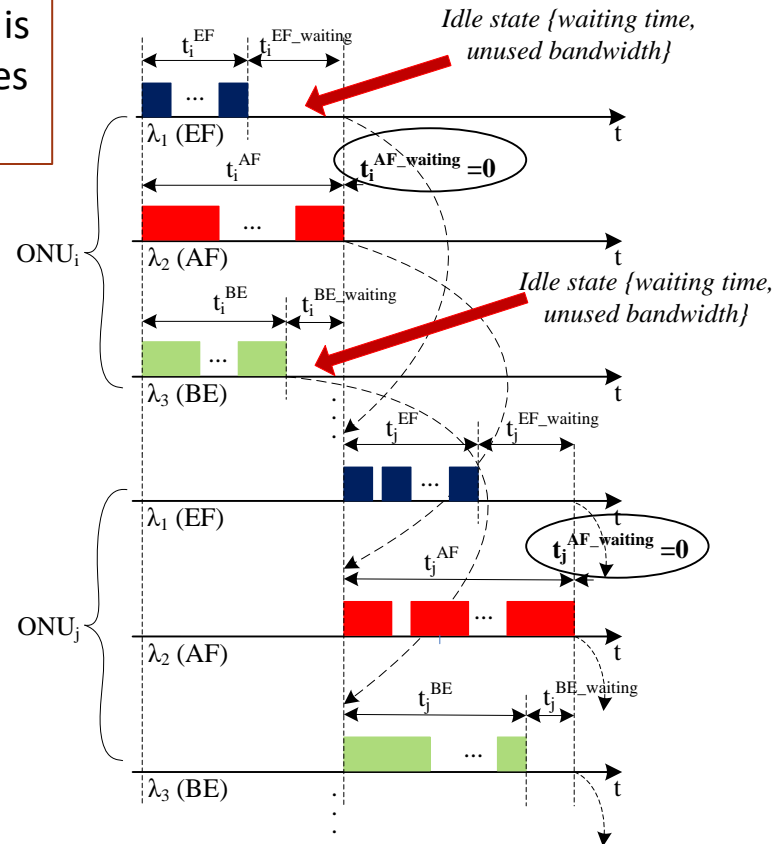 is
es
Idle state {waiting time,
unused bandwidth}
t_i^EF t_i^EF_waiting
...
λ₁ (EF) t
t_i^AF t_i^AF_waiting =0
...
ONU_i λ₂ (AF) t
Idle state {waiting time,
unused bandwidth}
t_i^BE t_i^BE_waiting
...
λ₃ (BE) t
...
t_j^EF t_j^EF_waiting
...
λ₁ (EF) t
t_j^AF t_j^AF_waiting =0
...
ONU_j λ₂ (AF) t
t_j^BE t_j^BE_waiting
...
λ₃ (BE) t
...